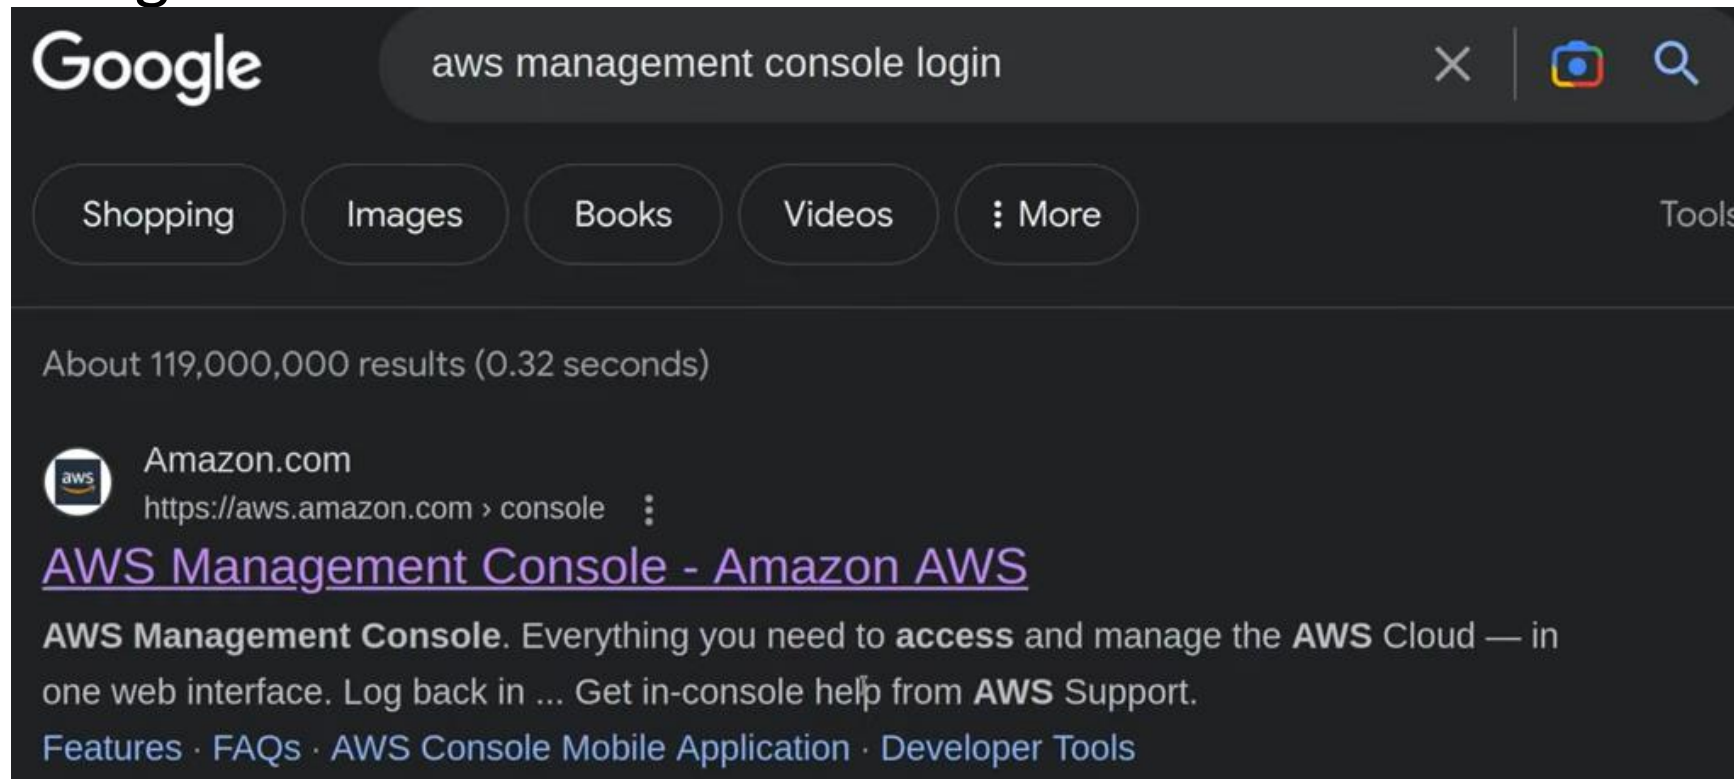 Google
aws management console login
Shopping
Images
Books
Videos
More
Tools
About 119,000,000 results (0.32 seconds)
aws
Amazon.com
https://aws.amazon.com › console
AWS Management Console - Amazon AWS
AWS Management Console. Everything you need to access and manage the AWS Cloud — in
one web interface. Log back in ... Get in-console help from AWS Support.
Features · FAQs · AWS Console Mobile Application · Developer Tools